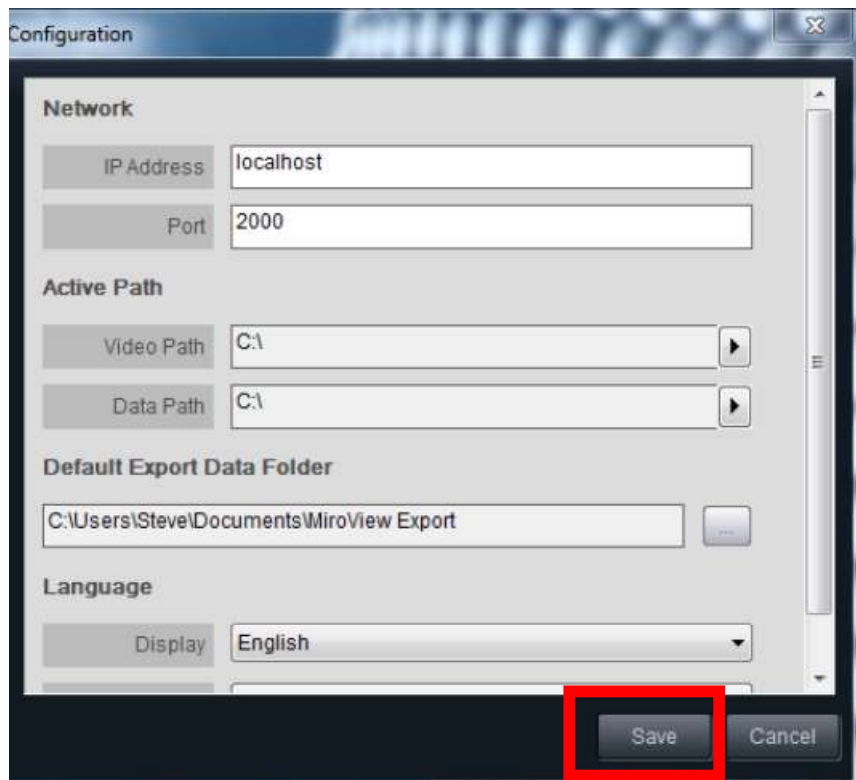 Configuration
Network
IP Address localhost
Port 2000
Active Path
Video Path C:\
Data Path C:\
Default Export Data Folder
C:\Users\Steve\Documents\MiroView Export
...
Language
Display English
Save Cancel